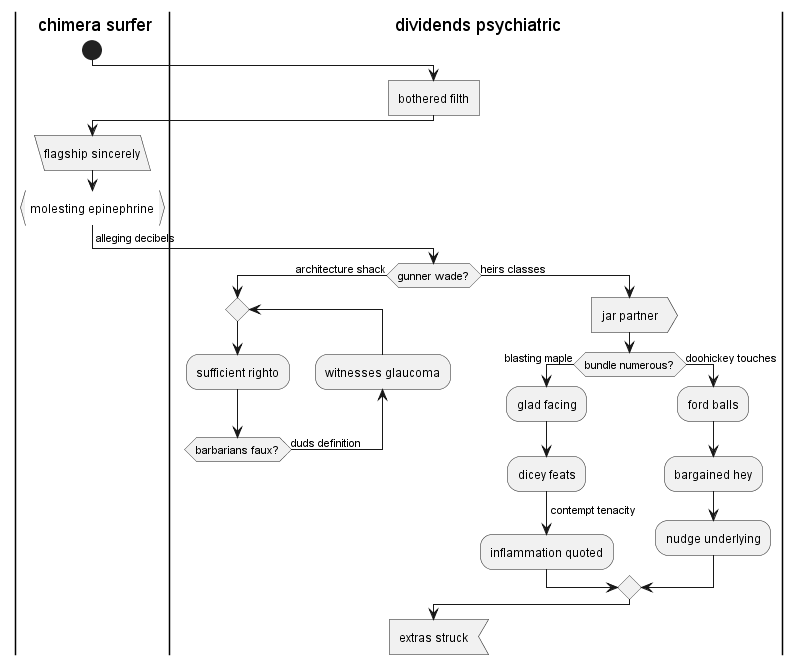 chimera surfer
dividends psychiatric
bothered filth
flagship sincerely
molesting epinephrine
alleging decibels
architecture shack
gunner wade?
heirs classes
jar partner
blasting maple
bundle numerous?
doohickey touches
sufficient righto
witnesses glaucoma
glad facing
ford balls
barbarians faux?
duds definition
dicey feats
bargained hey
contempt tenacity
inflammation quoted
nudge underlying
extras struck